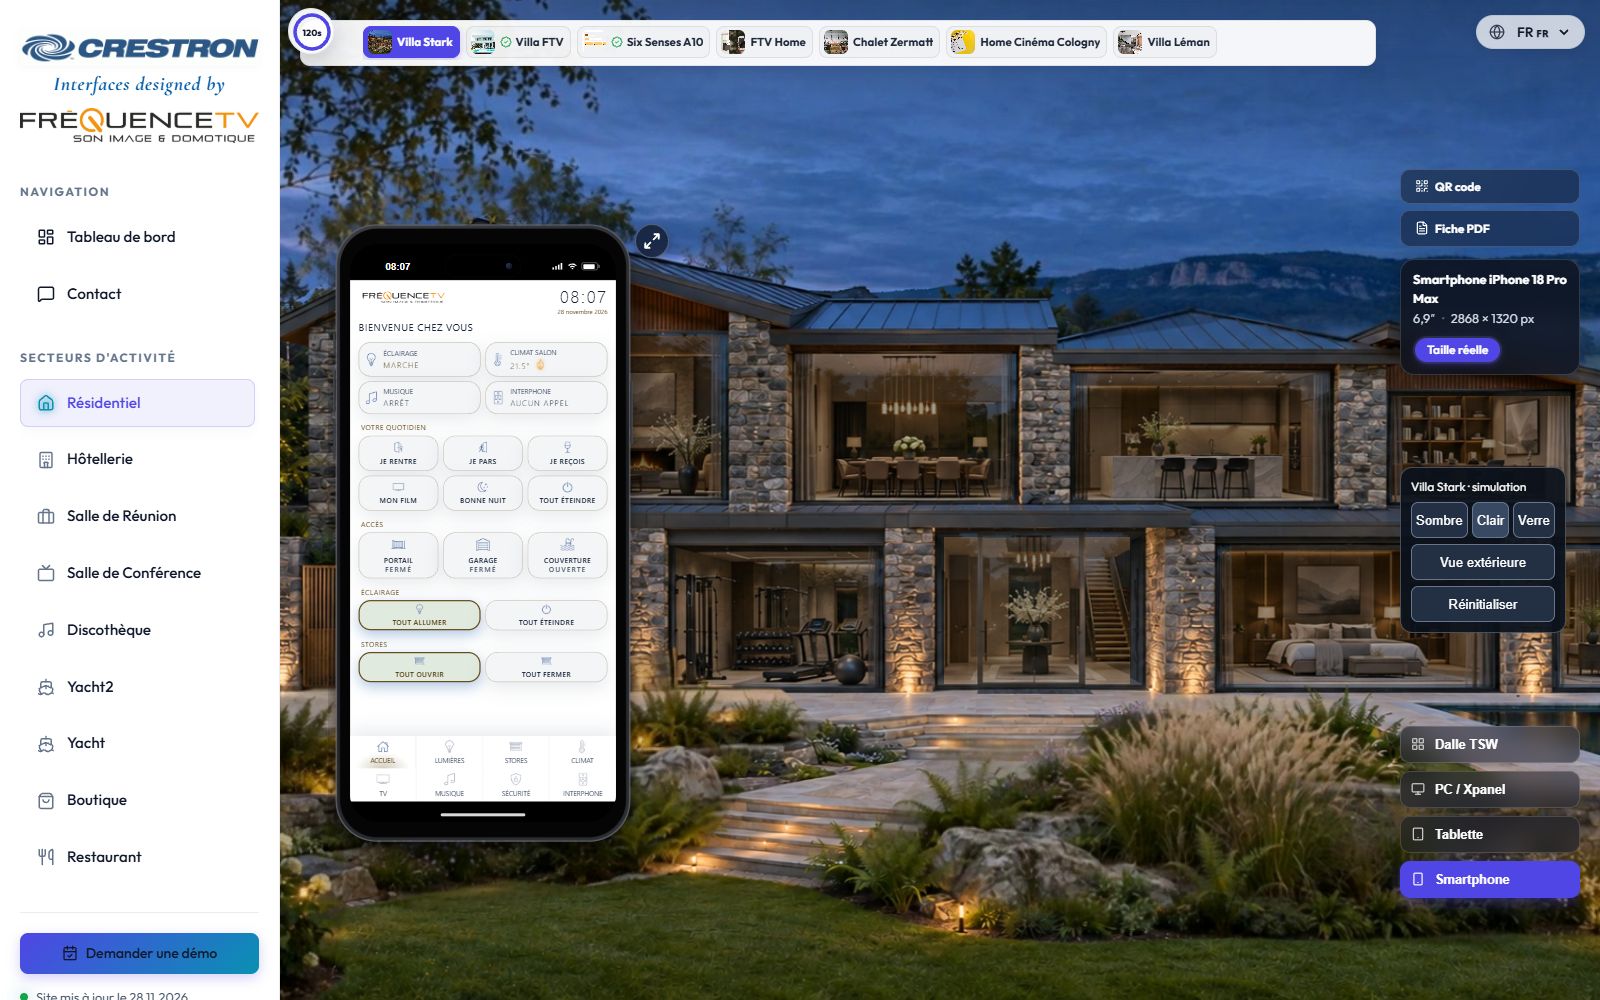 CRESTRON
Interfaces designed by
FRÉQUENCETV
SON IMAGE & DOMOTIQUE
NAVIGATION
Tableau de bord
Contact
SECTEURS D'ACTIVITÉ
Résidentiel
Hôtellerie
Salle de Réunion
Salle de Conférence
Discothèque
Yacht2
Yacht
Boutique
Restaurant
Demander une démo
Site mis à jour le 28.11.2026
120s
Villa Stark
Villa FTV
Six Senses A10
FTV Home
Chalet Zermatt
Home Cinéma Cologny
Villa Léman
FR FR
08:07
FRÉQUENCETV
08:07
28 novembre 2026
BIENVENUE CHEZ VOUS
ÉCLAIRAGE
MARCHE
CLIMAT SALON
21.5°
MUSIQUE
ARRÊT
INTERPHONE
AUCUN APPEL
VOTRE QUOTIDIEN
JE RENTRE
JE PARS
JE REÇOIS
MON FILM
BONNE NUIT
TOUT ÉTEINDRE
ACCÈS
PORTAIL
FERMÉ
GARAGE
FERMÉ
COUVERTURE
OUVERTE
ÉCLAIRAGE
TOUT ALLUMER
TOUT ÉTEINDRE
STORES
TOUT OUVRIR
TOUT FERMER
ACCUEIL
LUMIÈRES
STORES
CLIMAT
TV
MUSIQUE
SÉCURITÉ
INTERPHONE
QR code
Fiche PDF
Smartphone iPhone 18 Pro
Max
6,9" · 2868 × 1320 px
Taille réelle
Villa Stark · simulation
Sombre
Clair
Verre
Vue extérieure
Réinitialiser
Dalle TSW
PC / Xpanel
Tablette
Smartphone